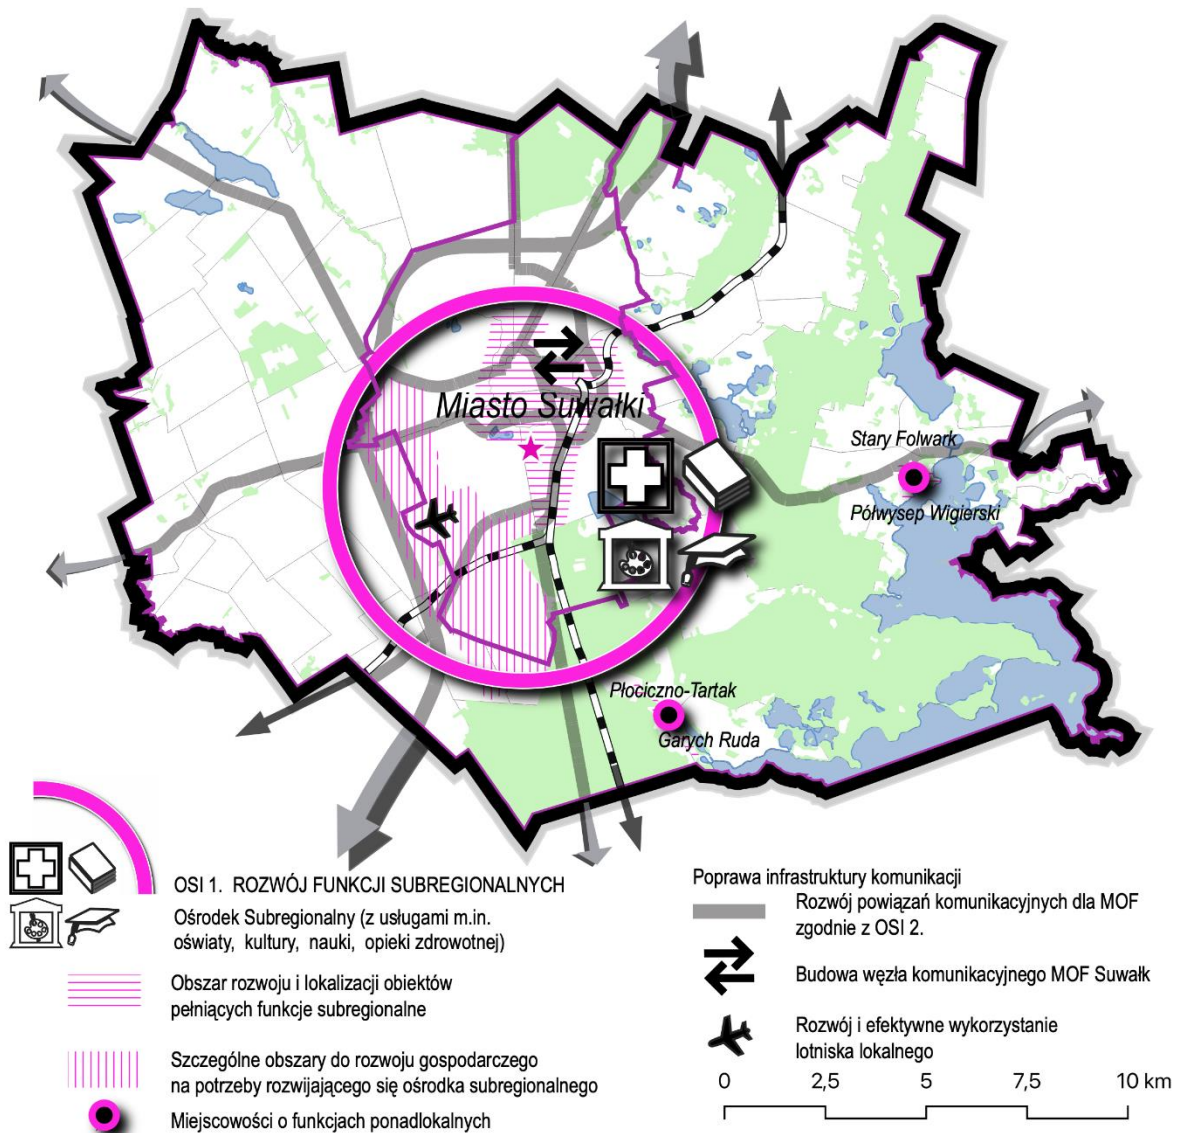 Miasto Suwałki
Stary Folwark
Półwysep Wigierski
Płociczno-Tartak
Garych Ruda
OSI 1. ROZWÓJ FUNKCJI SUBREGIONALNYCH
Ośrodek Subregionalny (z usługami m.in.
oświaty, kultury, nauki, opieki zdrowotnej)
Obszar rozwoju i lokalizacji obiektów
pełniących funkcje subregionalne
Szczególne obszary do rozwoju gospodarczego
na potrzeby rozwijającego się ośrodka subregionalnego
Miejscowości o funkcjach ponadlokalnych
Poprawa infrastruktury komunikacji
Rozwój powiązań komunikacyjnych dla MOF
zgodnie z OSI 2.
Budowa węzła komunikacyjnego MOF Suwałk
Rozwój i efektywne wykorzystanie
lotniska lokalnego
0 2,5 5 7,5 10 km